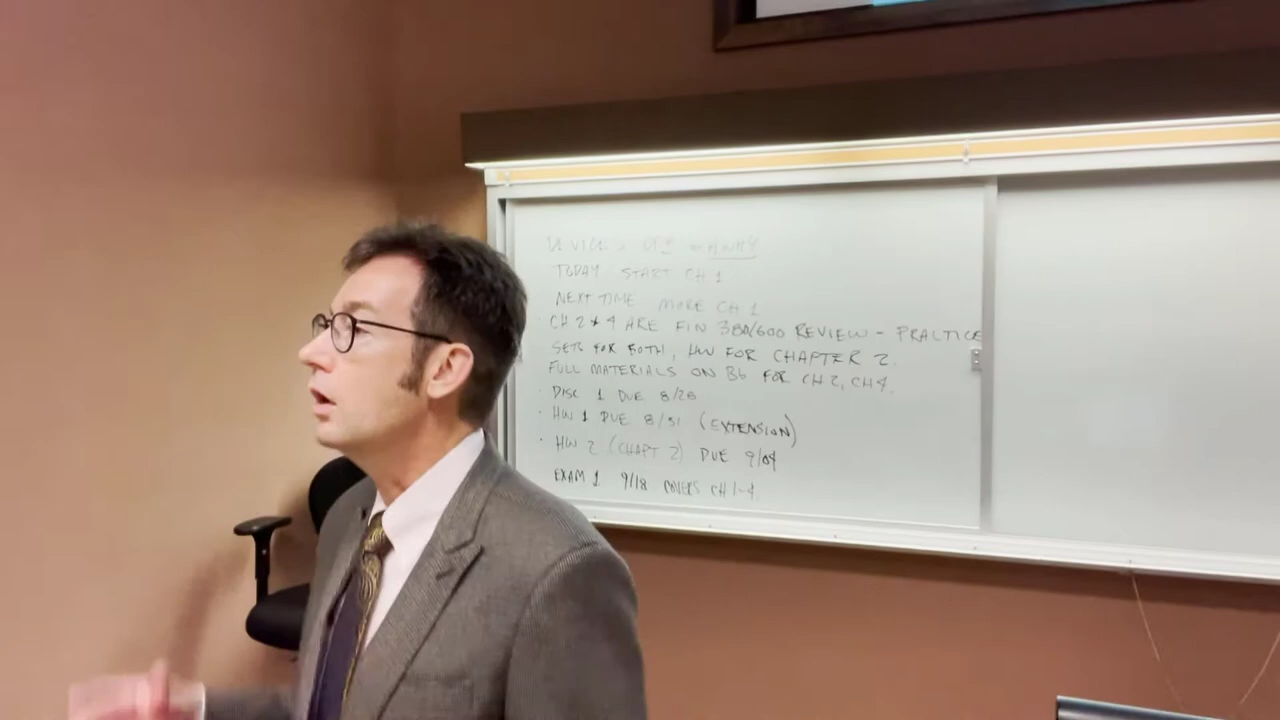 TODAY START CH 1
NEXT TIME MORE CH 1
· CH 2 & 4 ARE FIN 380/600 REVIEW - PRACTICE
SETS FOR BOTH, HW FOR CHAPTER 2.
FULL MATERIALS ON Bb FOR CH 2, CH 4.
· DISC 1 DUE 8/28
· HW 1 DUE 8/31 (EXTENSION)
· HW 2 (CHAPT 2) DUE 9/04
EXAM 1 9/18 COVERS CH 1-4.